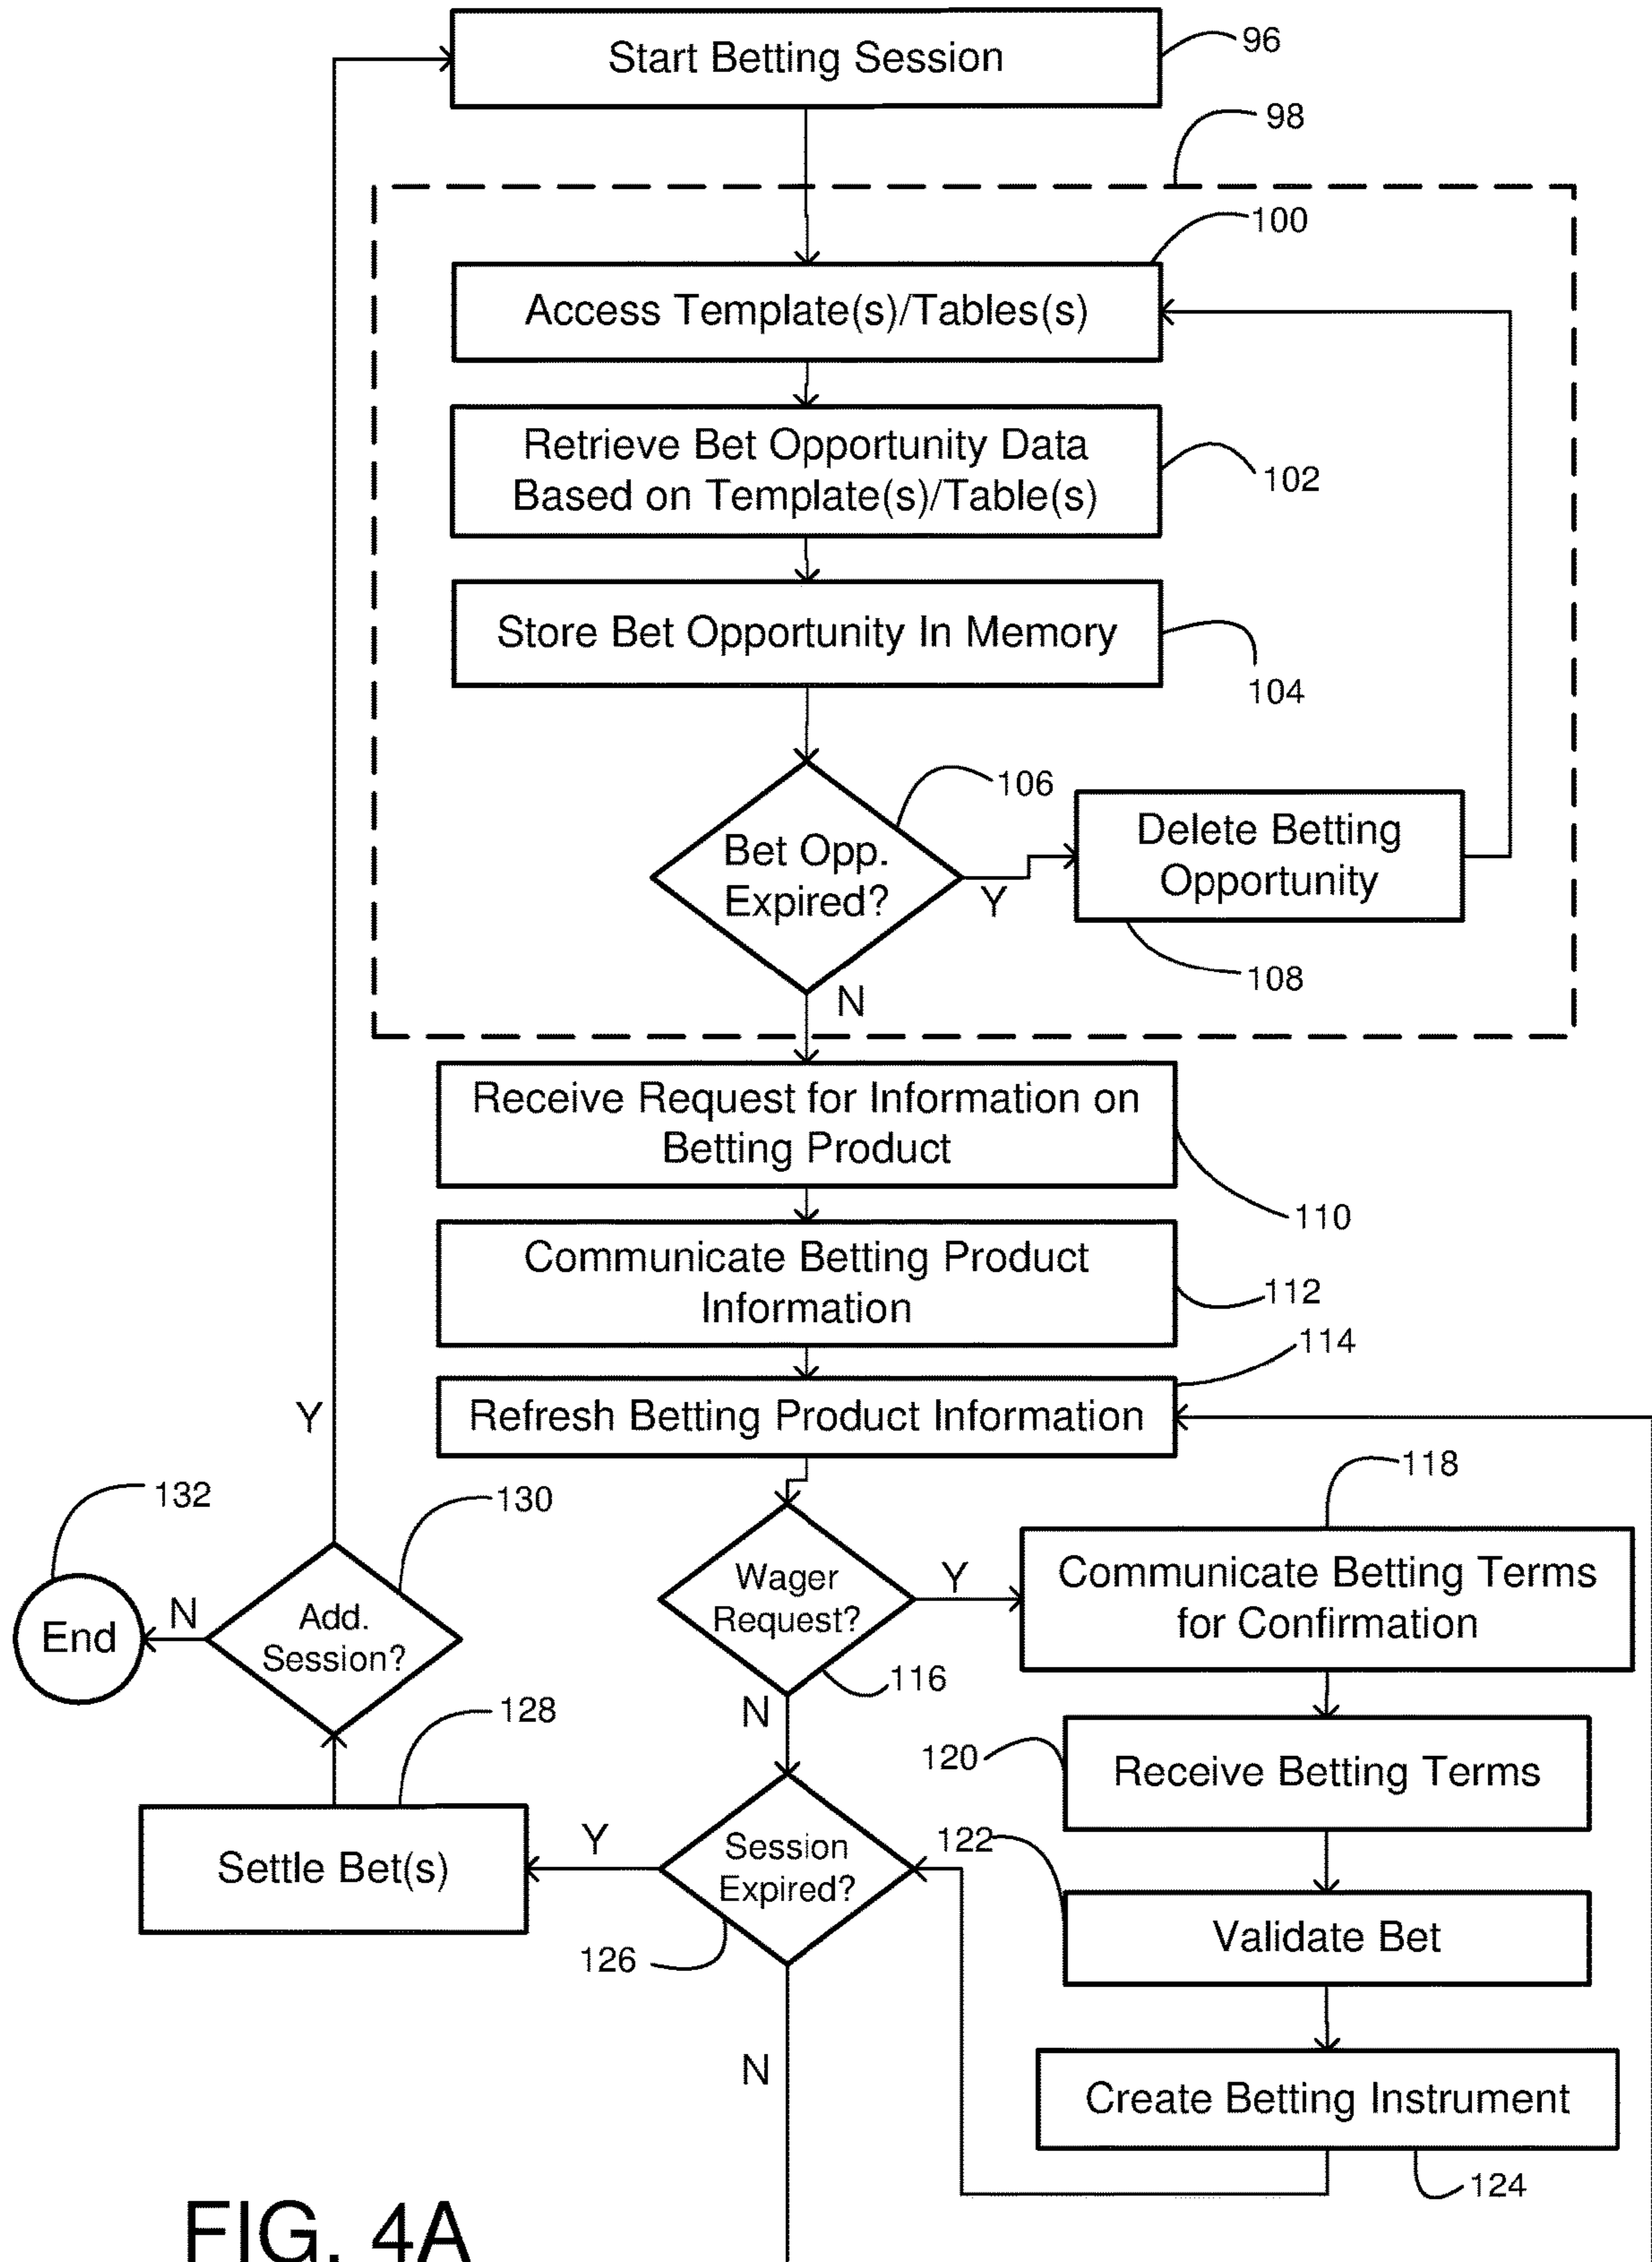 Start Betting Session
96
98
100
Access Template(s)/Tables(s)
Retrieve Bet Opportunity Data
Based on Template(s)/Table(s)
102
Store Bet Opportunity In Memory
104
106
Bet Opp.
Expired?
Y
Delete Betting
Opportunity
108
N
Receive Request for Information on
Betting Product
110
Communicate Betting Product
Information
112
114
Refresh Betting Product Information
Y
118
132
130
Wager
Request?
Y
Communicate Betting Terms
for Confirmation
End
N
Add.
Session?
116
N
128
120
Receive Betting Terms
122
Y
Session
Expired?
Settle Bet(s)
126
Validate Bet
N
Create Betting Instrument
124
FIG. 4A